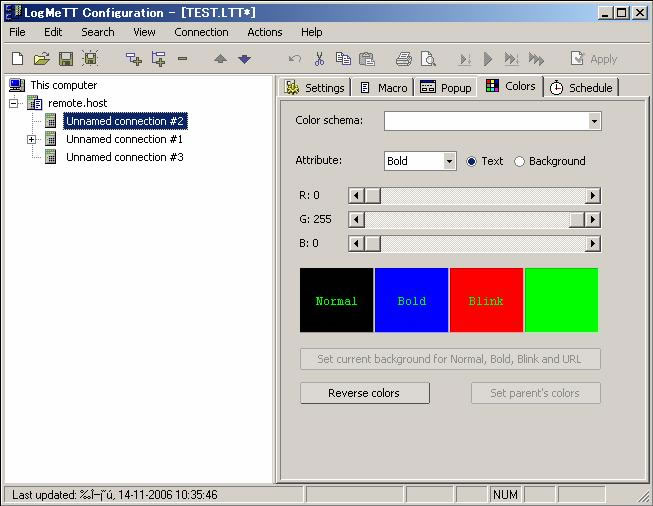 LogMeTT Configuration - [TEST.LTT*]
File Edit Search View Connection Actions Help
Apply
This computer
remote.host
Unnamed connection #2
Unnamed connection #1
Unnamed connection #3
Settings Macro Popup Colors Schedule
Color schema:
Attribute: Bold Text Background
R: 0
G: 255
B: 0
Normal Bold Blink
Set current background for Normal, Bold, Blink and URL
Reverse colors Set parent's colors
Last updated: 14-11-2006 10:35:46 NUM